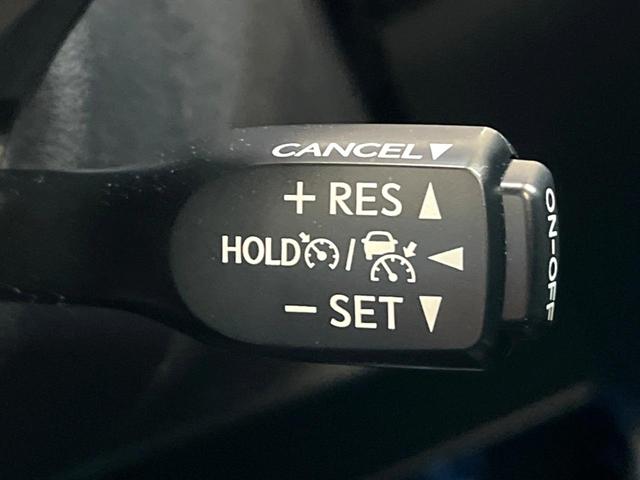 CANCEL▼
+ RES ▲
HOLD / ◀
− SET ▼
ON-OFF